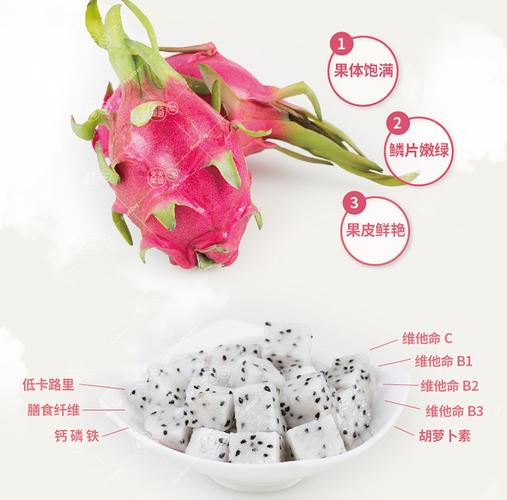 1
果体饱满
2
鳞片嫩绿
3
果皮鲜艳
低卡路里
膳食纤维
钙 磷 铁
维他命 C
维他命 B1
维他命 B2
维他命 B3
胡萝卜素